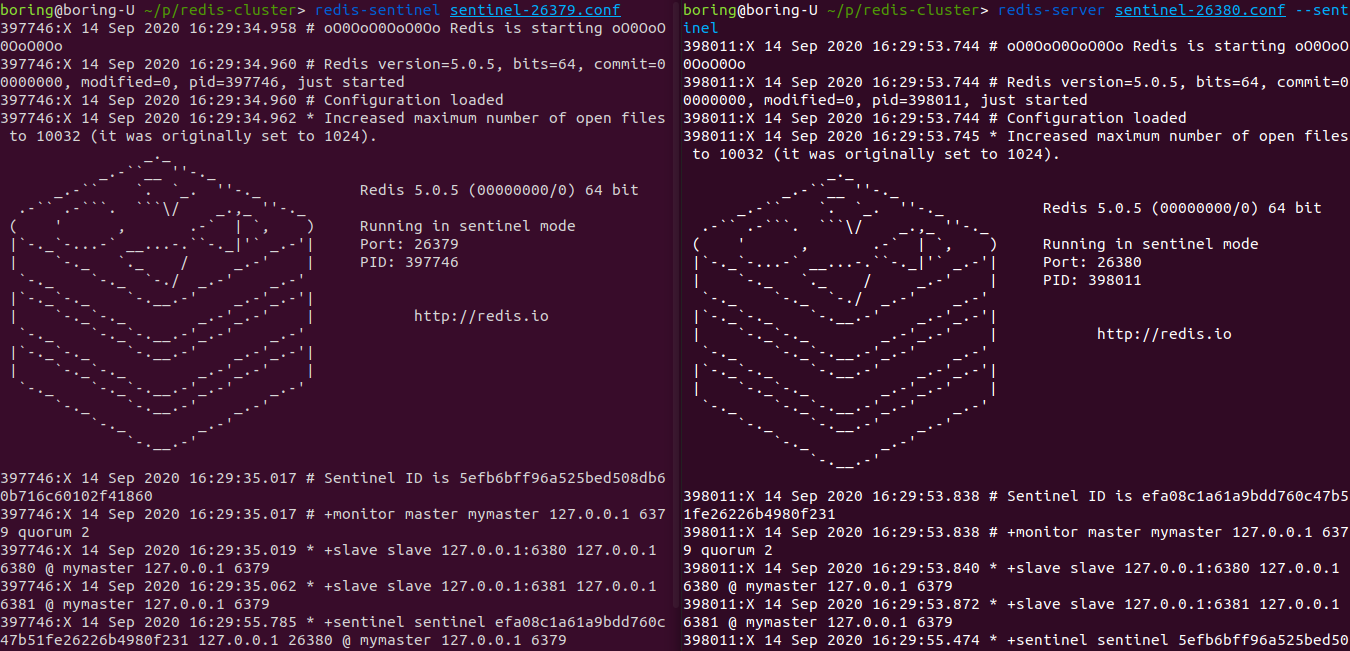 boring@boring-U ~/p/redis-cluster> redis-sentinel sentinel-26379.conf
397746:X 14 Sep 2020 16:29:34.958 # oO0OoO0OoO0Oo Redis is starting oO0OoO
0OoO0Oo
397746:X 14 Sep 2020 16:29:34.960 # Redis version=5.0.5, bits=64, commit=0
0000000, modified=0, pid=397746, just started
397746:X 14 Sep 2020 16:29:34.960 # Configuration loaded
397746:X 14 Sep 2020 16:29:34.962 * Increased maximum number of open files
 to 10032 (it was originally set to 1024).
Redis 5.0.5 (00000000/0) 64 bit
Running in sentinel mode
Port: 26379
PID: 397746
http://redis.io
397746:X 14 Sep 2020 16:29:35.017 # Sentinel ID is 5efb6bff96a525bed508db6
0b716c60102f41860
397746:X 14 Sep 2020 16:29:35.017 # +monitor master mymaster 127.0.0.1 637
9 quorum 2
397746:X 14 Sep 2020 16:29:35.019 * +slave slave 127.0.0.1:6380 127.0.0.1
6380 @ mymaster 127.0.0.1 6379
397746:X 14 Sep 2020 16:29:35.062 * +slave slave 127.0.0.1:6381 127.0.0.1
6381 @ mymaster 127.0.0.1 6379
397746:X 14 Sep 2020 16:29:55.785 * +sentinel sentinel efa08c1a61a9bdd760c
47b51fe26226b4980f231 127.0.0.1 26380 @ mymaster 127.0.0.1 6379
boring@boring-U ~/p/redis-cluster> redis-server sentinel-26380.conf --sent
inel
398011:X 14 Sep 2020 16:29:53.744 # oO0OoO0OoO0Oo Redis is starting oO0OoO
0OoO0Oo
398011:X 14 Sep 2020 16:29:53.744 # Redis version=5.0.5, bits=64, commit=0
0000000, modified=0, pid=398011, just started
398011:X 14 Sep 2020 16:29:53.744 # Configuration loaded
398011:X 14 Sep 2020 16:29:53.745 * Increased maximum number of open files
 to 10032 (it was originally set to 1024).
Redis 5.0.5 (00000000/0) 64 bit
Running in sentinel mode
Port: 26380
PID: 398011
http://redis.io
398011:X 14 Sep 2020 16:29:53.838 # Sentinel ID is efa08c1a61a9bdd760c47b5
1fe26226b4980f231
398011:X 14 Sep 2020 16:29:53.838 # +monitor master mymaster 127.0.0.1 637
9 quorum 2
398011:X 14 Sep 2020 16:29:53.840 * +slave slave 127.0.0.1:6380 127.0.0.1
6380 @ mymaster 127.0.0.1 6379
398011:X 14 Sep 2020 16:29:53.872 * +slave slave 127.0.0.1:6381 127.0.0.1
6381 @ mymaster 127.0.0.1 6379
398011:X 14 Sep 2020 16:29:55.474 * +sentinel sentinel 5efb6bff96a525bed50